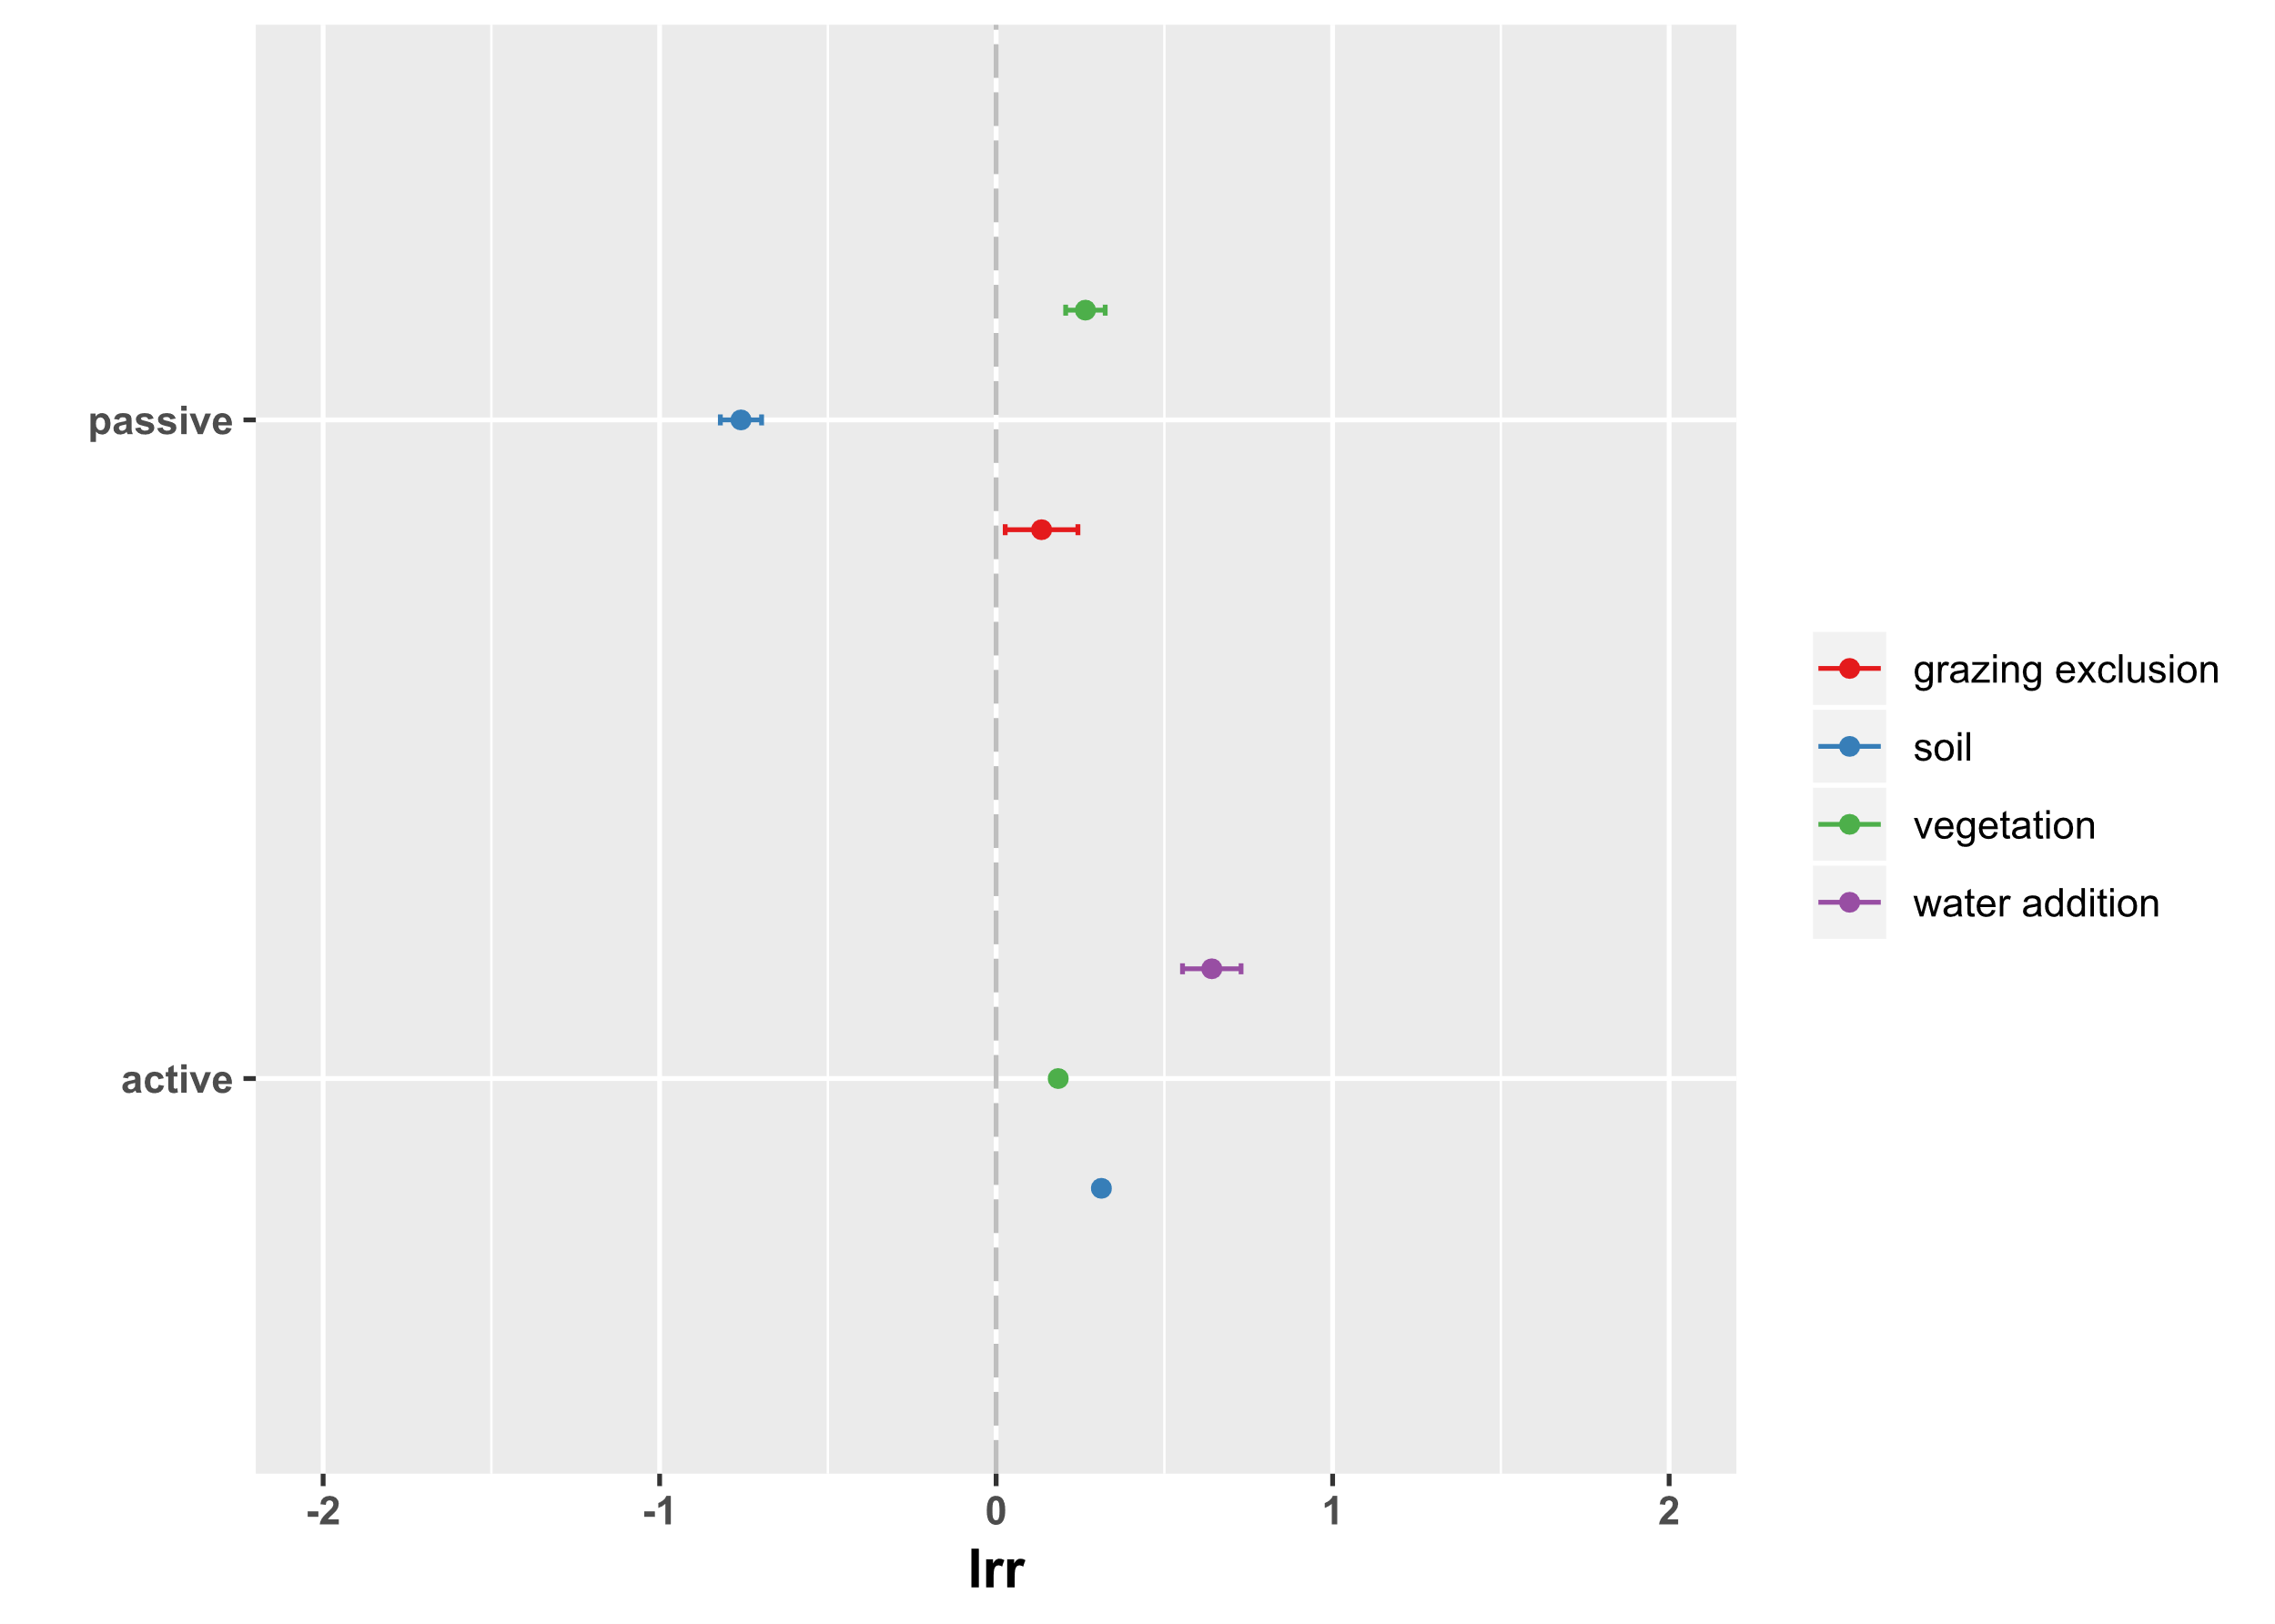 passive
active
-2
-1
0
1
2
lrr
grazing exclusion
soil
vegetation
water addition